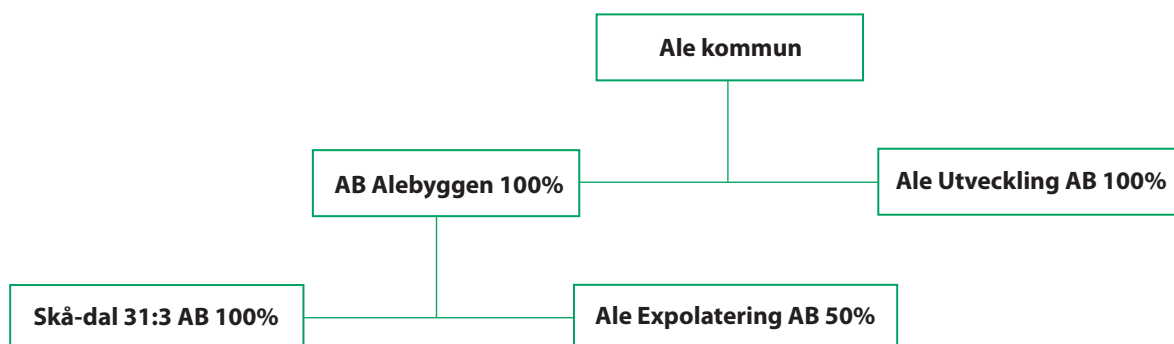 Ale kommun
AB Alebyggen 100%
Ale Utveckling AB 100%
Skå-dal 31:3 AB 100%
Ale Expolatering AB 50%